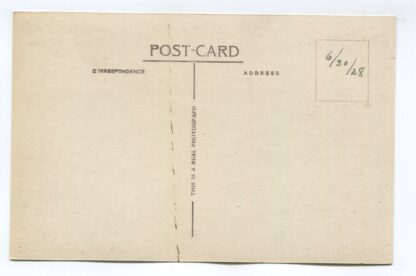 POST-CARD
CORRESPONDENCE
ADDRESS
6/30/28
THIS IS A REAL PHOTOGRAPH